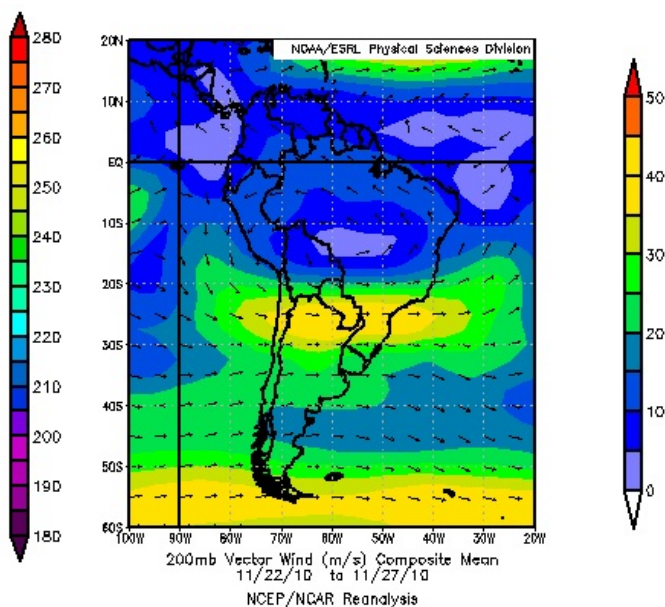 NOAA/ESRL Physical Sciences Division
280
270
260
250
240
230
220
210
200
190
180
20N
10N
EQ
10S
20S
30S
40S
50S
60S
100W 90W 80W 70W 60W 50W 40W 30W 20W
50
40
30
20
10
0
200mb Vector Wind (m/s) Composite Mean
11/22/10 to 11/27/10
NCEP/NCAR Reanalysis